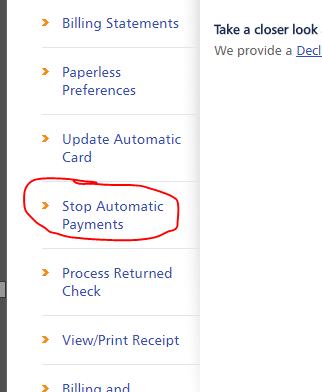 Billing Statements
Paperless
Preferences
Update Automatic
Card
Stop Automatic
Payments
Process Returned
Check
View/Print Receipt
Billing and
Take a closer look
We provide a Decl